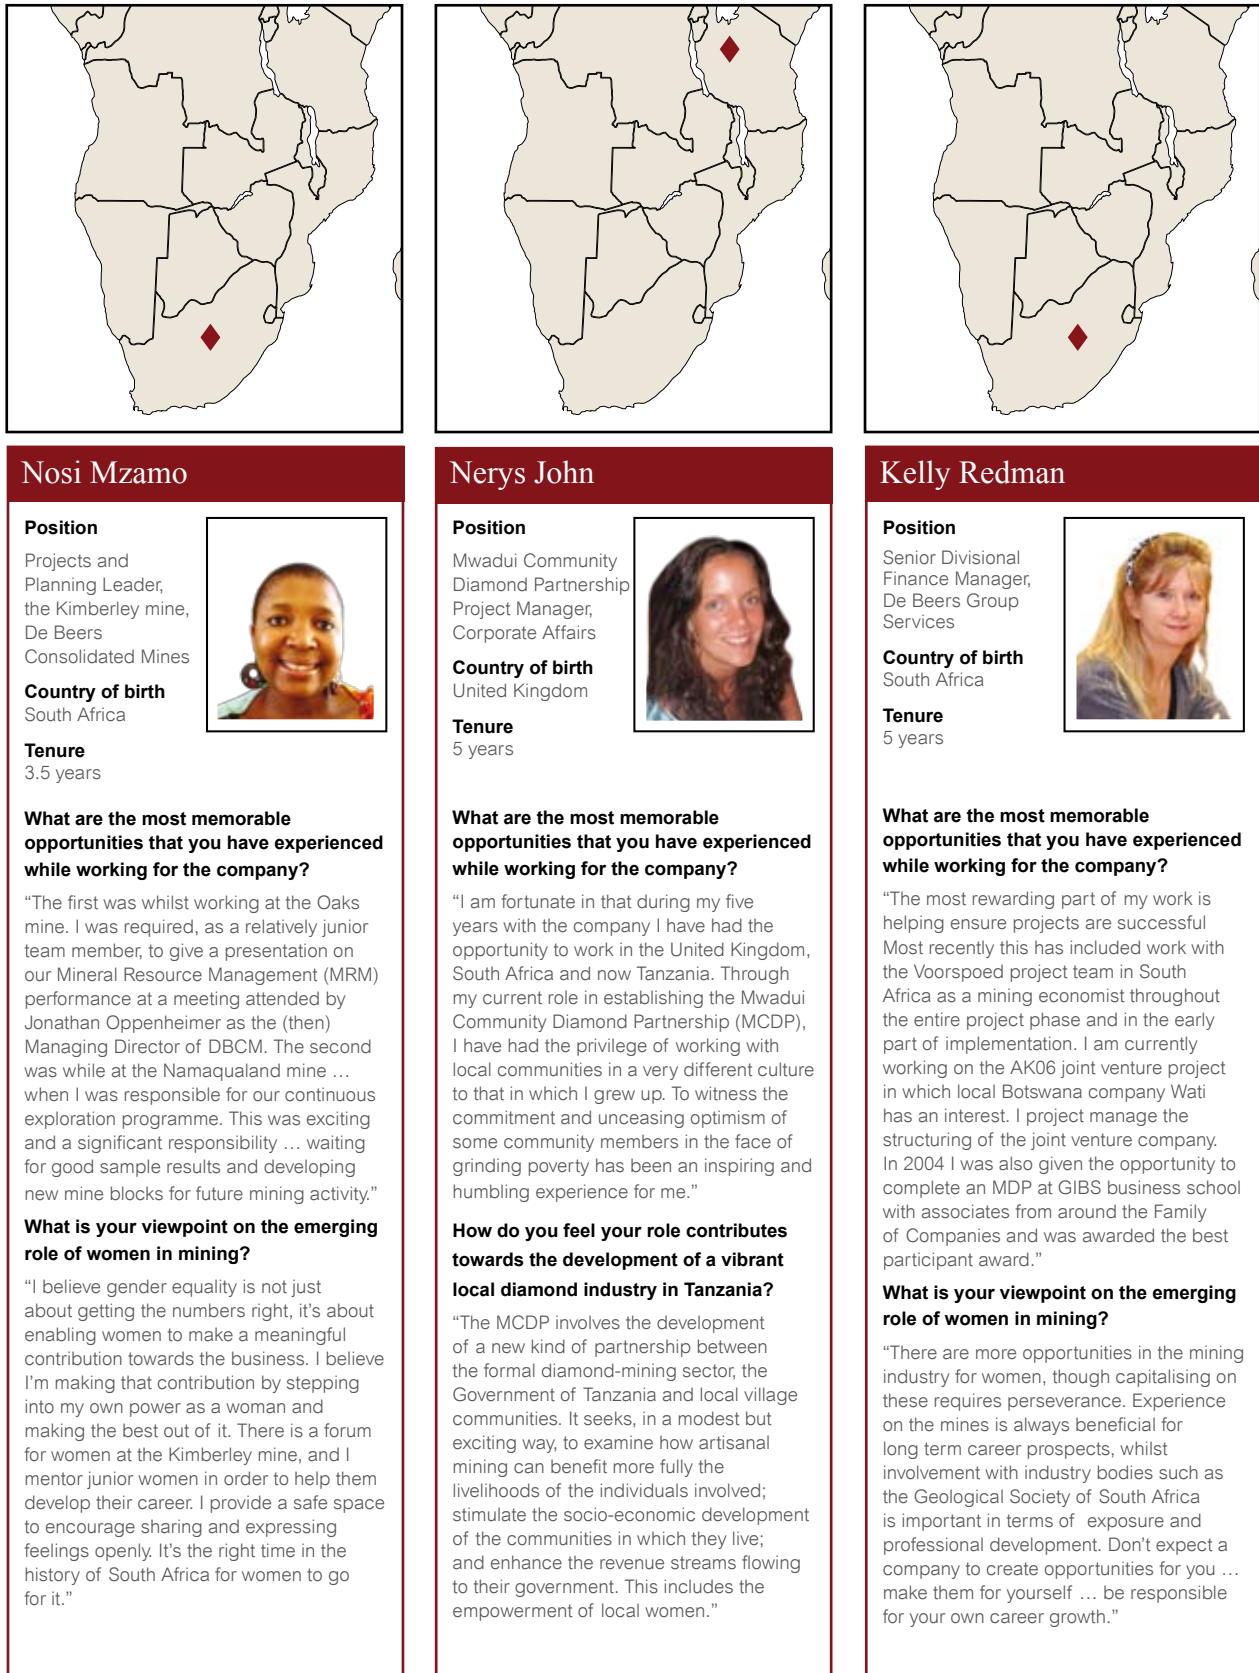 Nosi Mzamo
Position
Projects and
Planning Leader,
the Kimberley mine,
De Beers
Consolidated Mines
Country of birth
South Africa
Tenure
3.5 years
What are the most memorable
opportunities that you have experienced
while working for the company?
“The first was whilst working at the Oaks
mine. I was required, as a relatively junior
team member, to give a presentation on
our Mineral Resource Management (MRM)
performance at a meeting attended by
Jonathan Oppenheimer as the (then)
Managing Director of DBCM. The second
was while at the Namaqualand mine …
when I was responsible for our continuous
exploration programme. This was exciting
and a significant responsibility … waiting
for good sample results and developing
new mine blocks for future mining activity.”
What is your viewpoint on the emerging
role of women in mining?
“I believe gender equality is not just
about getting the numbers right, it’s about
enabling women to make a meaningful
contribution towards the business. I believe
I’m making that contribution by stepping
into my own power as a woman and
making the best out of it. There is a forum
for women at the Kimberley mine, and I
mentor junior women in order to help them
develop their career. I provide a safe space
to encourage sharing and expressing
feelings openly. It’s the right time in the
history of South Africa for women to go
for it.”
Nerys John
Position
Mwadui Community
Diamond Partnership
Project Manager,
Corporate Affairs
Country of birth
United Kingdom
Tenure
5 years
What are the most memorable
opportunities that you have experienced
while working for the company?
“I am fortunate in that during my five
years with the company I have had the
opportunity to work in the United Kingdom,
South Africa and now Tanzania. Through
my current role in establishing the Mwadui
Community Diamond Partnership (MCDP),
I have had the privilege of working with
local communities in a very different culture
to that in which I grew up. To witness the
commitment and unceasing optimism of
some community members in the face of
grinding poverty has been an inspiring and
humbling experience for me.”
How do you feel your role contributes
towards the development of a vibrant
local diamond industry in Tanzania?
“The MCDP involves the development
of a new kind of partnership between
the formal diamond-mining sector, the
Government of Tanzania and local village
communities. It seeks, in a modest but
exciting way, to examine how artisanal
mining can benefit more fully the
livelihoods of the individuals involved;
stimulate the socio-economic development
of the communities in which they live;
and enhance the revenue streams flowing
to their government. This includes the
empowerment of local women.”
Kelly Redman
Position
Senior Divisional
Finance Manager,
De Beers Group
Services
Country of birth
South Africa
Tenure
5 years
What are the most memorable
opportunities that you have experienced
while working for the company?
“The most rewarding part of my work is
helping ensure projects are successful
Most recently this has included work with
the Voorspoed project team in South
Africa as a mining economist throughout
the entire project phase and in the early
part of implementation. I am currently
working on the AK06 joint venture project
in which local Botswana company Wati
has an interest. I project manage the
structuring of the joint venture company.
In 2004 I was also given the opportunity to
complete an MDP at GIBS business school
with associates from around the Family
of Companies and was awarded the best
participant award.”
What is your viewpoint on the emerging
role of women in mining?
“There are more opportunities in the mining
industry for women, though capitalising on
these requires perseverance. Experience
on the mines is always beneficial for
long term career prospects, whilst
involvement with industry bodies such as
the Geological Society of South Africa
is important in terms of exposure and
professional development. Don’t expect a
company to create opportunities for you …
make them for yourself … be responsible
for your own career growth.”